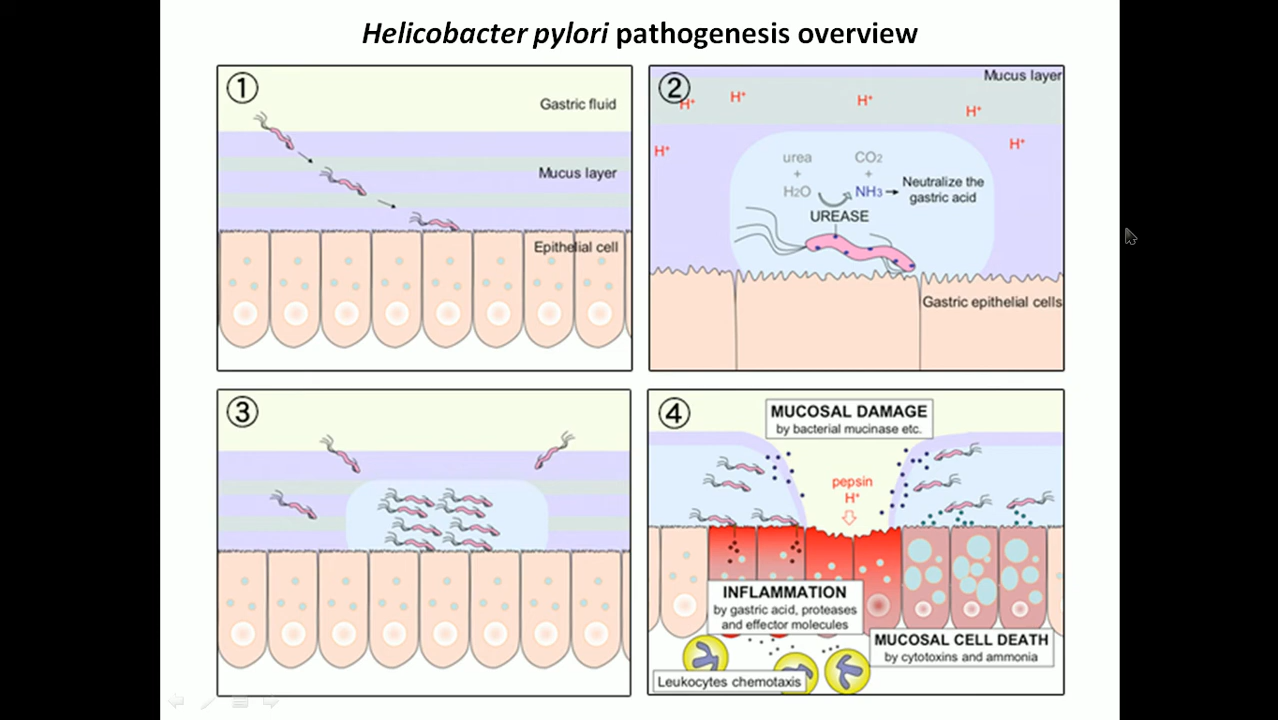 Helicobacter pylori pathogenesis overview
①
Gastric fluid
Mucus layer
Epithelial cell
②
Mucus layer
H⁺
H⁺
H⁺
H⁺
H⁺
H⁺
urea
+
H₂O
CO₂
+
NH₃
Neutralize the
gastric acid
UREASE
Gastric epithelial cells
③
④
MUCOSAL DAMAGE
by bacterial mucinase etc.
pepsin
H⁺
INFLAMMATION
by gastric acid, proteases
and effector molecules
MUCOSAL CELL DEATH
by cytotoxins and ammonia
Leukocytes chemotaxis